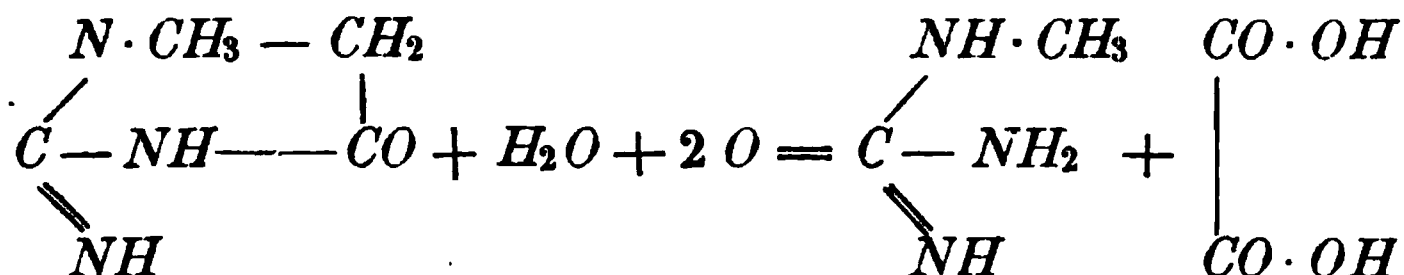 N · CH3 — CH2 NH · CH3 CO · OH
C — NH — — CO + H2O + 2 O = C — NH2 +
NH NH CO · OH